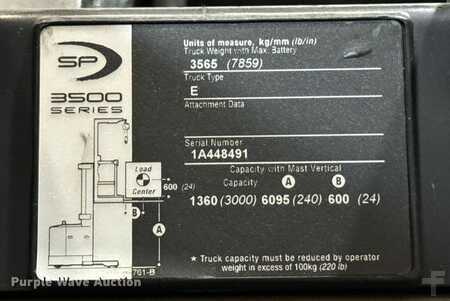 SP
3500
SERIES
Load
Center
600 (24)
B
A
761-B
Units of measure, kg/mm (lb/in)
Truck Weight with Max. Battery
3565 (7859)
Truck Type
E
Attachment Data
Serial Number
1A448491
Capacity with Mast Vertical
Capacity A B
1360 (3000) 6095 (240) 600 (24)
* Truck capacity must be reduced by operator
weight in excess of 100kg (220 lb)
Purple Wave Auction